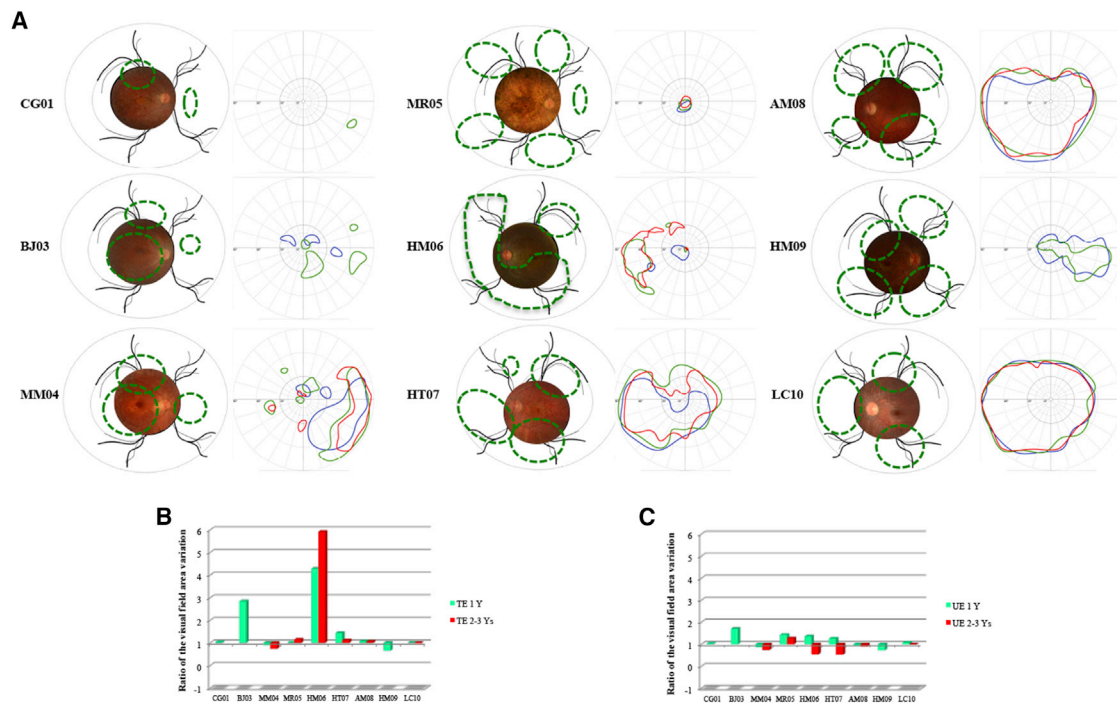 A
CG01
MR05
AM08
BJ03
HM06
HM09
MM04
HT07
LC10
B
Ratio of the visual field area variation
6
5
4
3
2
1
0
-1
CG01 BJ03 MM04 MR05 HM06 HT07 AM08 HM09 LC10
TE 1 Y
TE 2-3 Ys
C
Ratio of the visual field area variation
6
5
4
3
2
1
0
-1
CG01 BJ03 MM04 MR05 HM06 HT07 AM08 HM09 LC10
UE 1 Y
UE 2-3 Ys